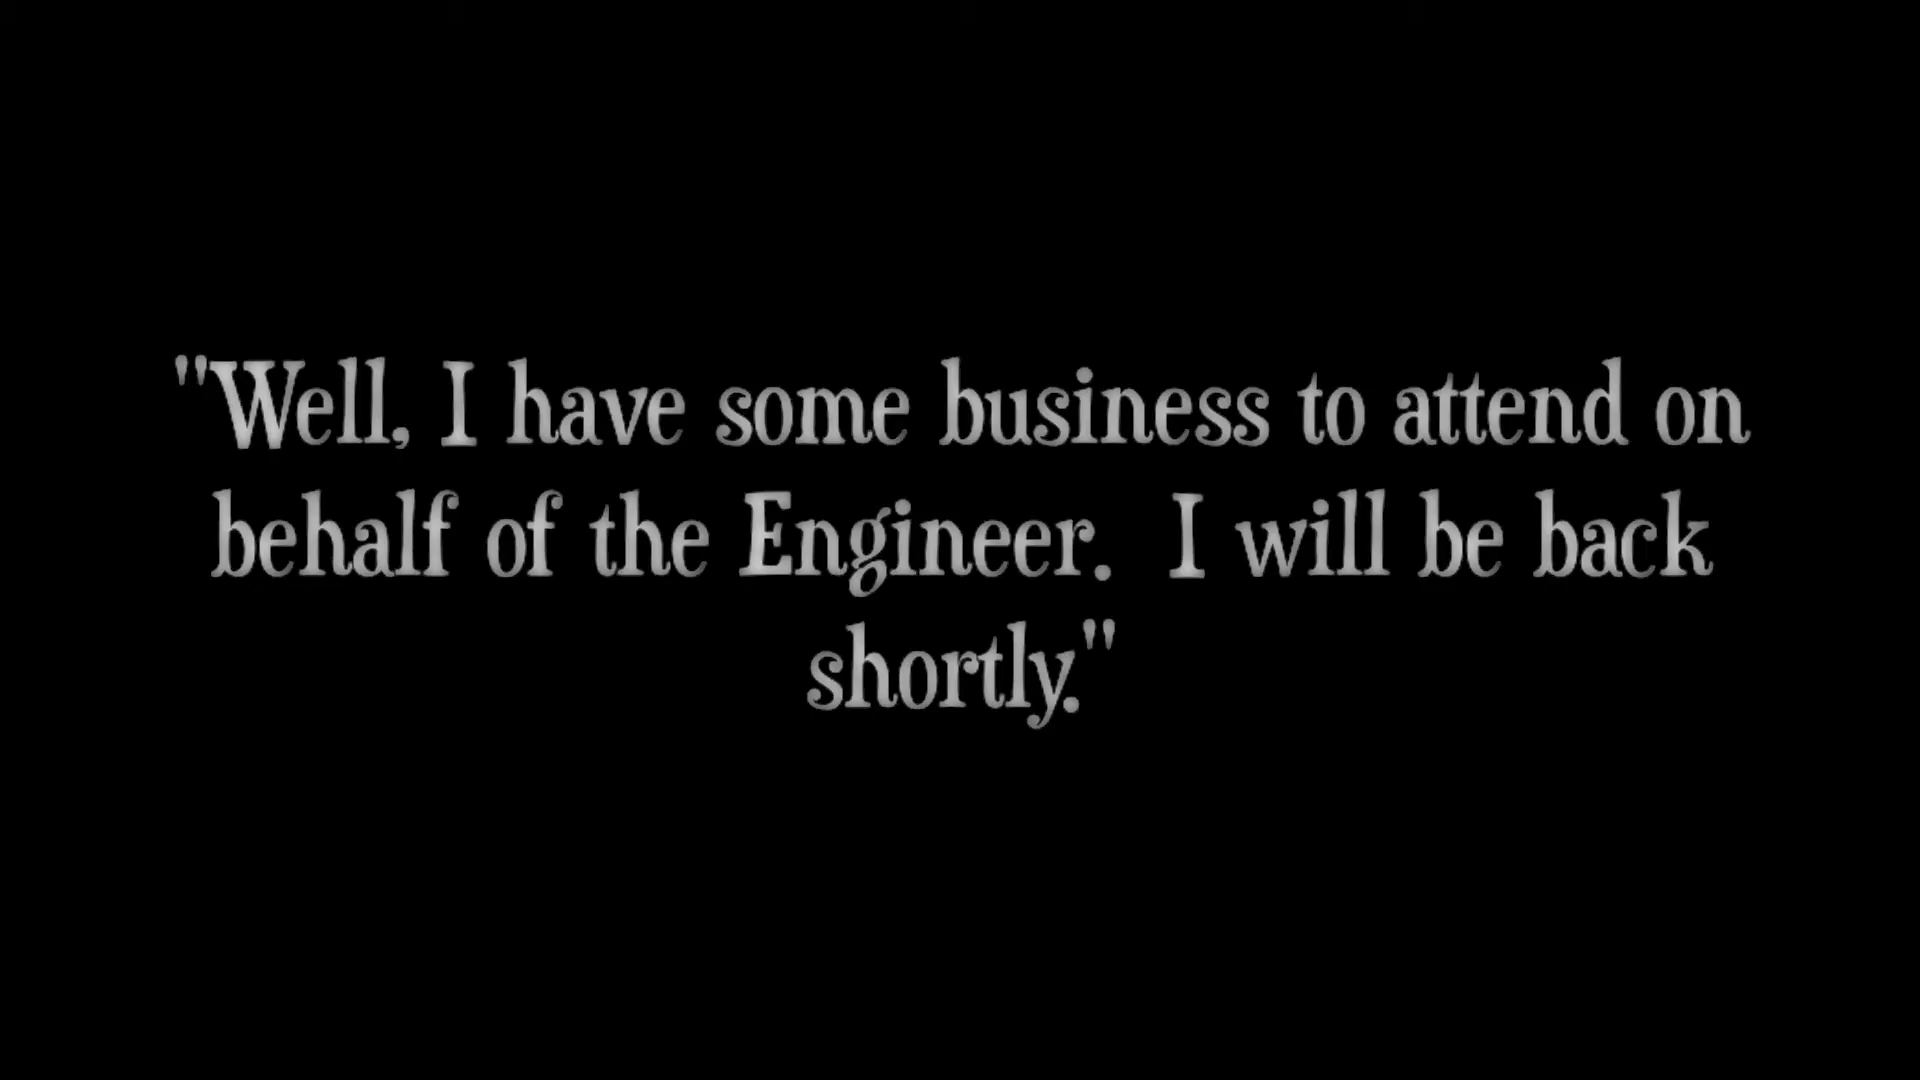 "Well, I have some business to attend on
behalf of the Engineer.  I will be back
shortly."